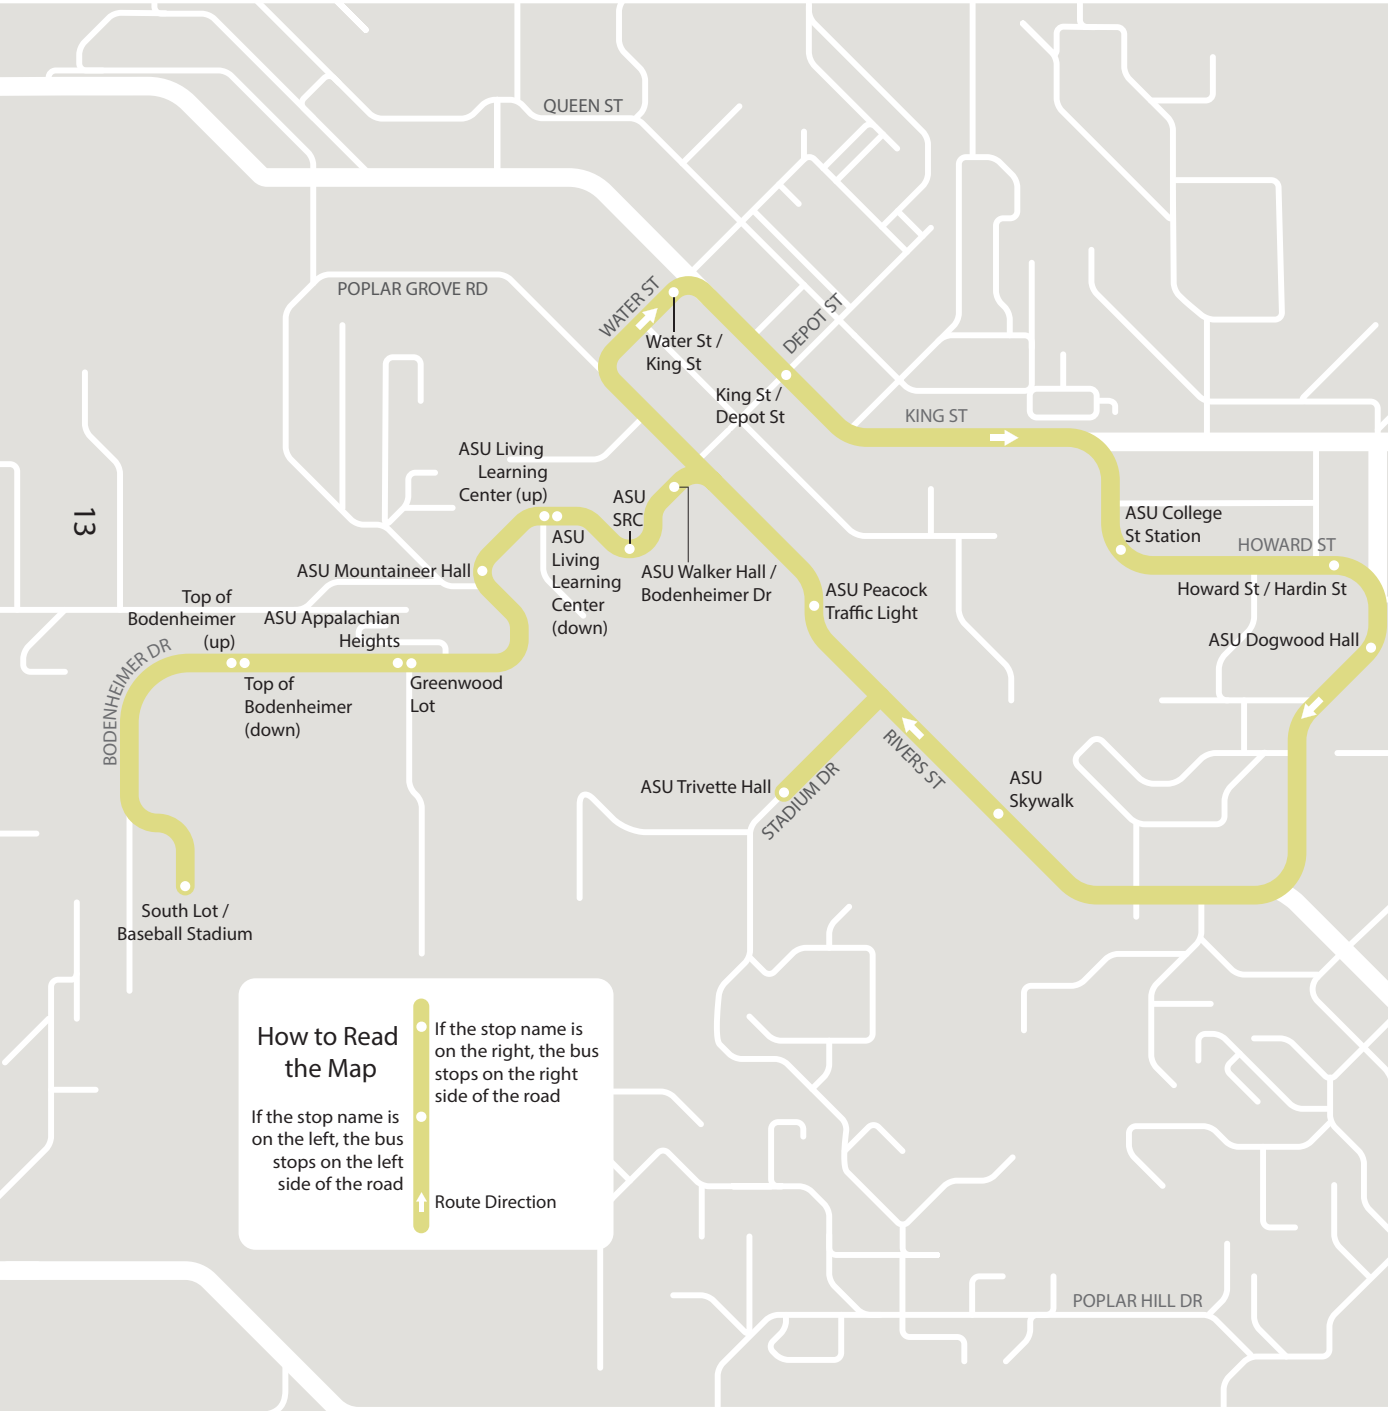 QUEEN ST
POPLAR GROVE RD
WATER ST
Water St /
King St
DEPOT ST
King St /
Depot St
KING ST
ASU Living
Learning
Center (up)
ASU
SRC
13
ASU College
St Station
HOWARD ST
ASU
Living
Learning
Center
(down)
ASU Mountaineer Hall
ASU Walker Hall /
Bodenheimer Dr
ASU Peacock
Traffic Light
Howard St / Hardin St
Top of
Bodenheimer
(up)
ASU Appalachian
Heights
ASU Dogwood Hall
BODENHEIMER DR
Top of
Bodenheimer
(down)
Greenwood
Lot
RIVERS ST
ASU Trivette Hall
STADIUM DR
ASU
Skywalk
South Lot /
Baseball Stadium
How to Read
the Map
If the stop name is
on the right, the bus
stops on the right
side of the road
If the stop name is
on the left, the bus
stops on the left
side of the road
Route Direction
POPLAR HILL DR